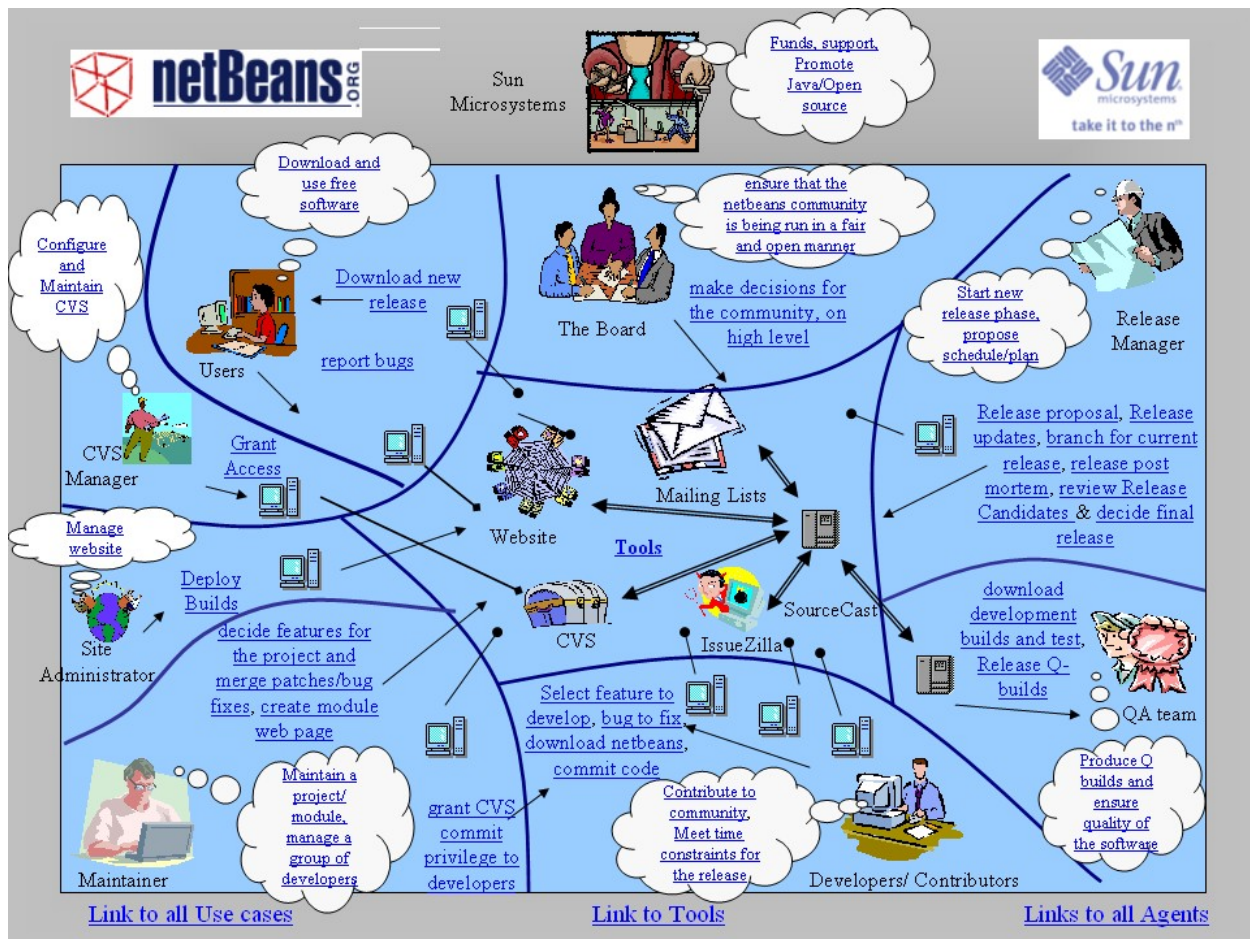 netBeans.ORG
Sun
Microsystems
Funds, support,
Promote
Java/Open
source
Sun
microsystems
take it to the nth
Download and
use free
software
ensure that the
netbeans community
is being run in a fair
and open manner
Configure
and
Maintain
CVS
Download new
release
Users
report bugs
The Board
make decisions for
the community, on
high level
Start new
release phase,
propose
schedule/plan
Release
Manager
CVS
Manager
Grant
Access
Website
Mailing Lists
Tools
Release proposal, Release
updates, branch for current
release, release post
mortem, review Release
Candidates & decide final
release
Manage
website
Deploy
Builds
Site
Administrator
CVS
IssueZilla
SourceCast
download
development
builds and test,
Release Q-
builds
QA team
decide features for
the project and
merge patches/bug
fixes, create module
web page
Select feature to
develop, bug to fix,
download netbeans,
commit code
Maintain a
project/
module,
manage a
group of
developers
Maintainer
grant CVS
commit
privilege to
developers
Contribute to
community,
Meet time
constraints for
the release
Developers/ Contributors
Produce Q
builds and
ensure
quality of
the software
Link to all Use cases
Link to Tools
Links to all Agents